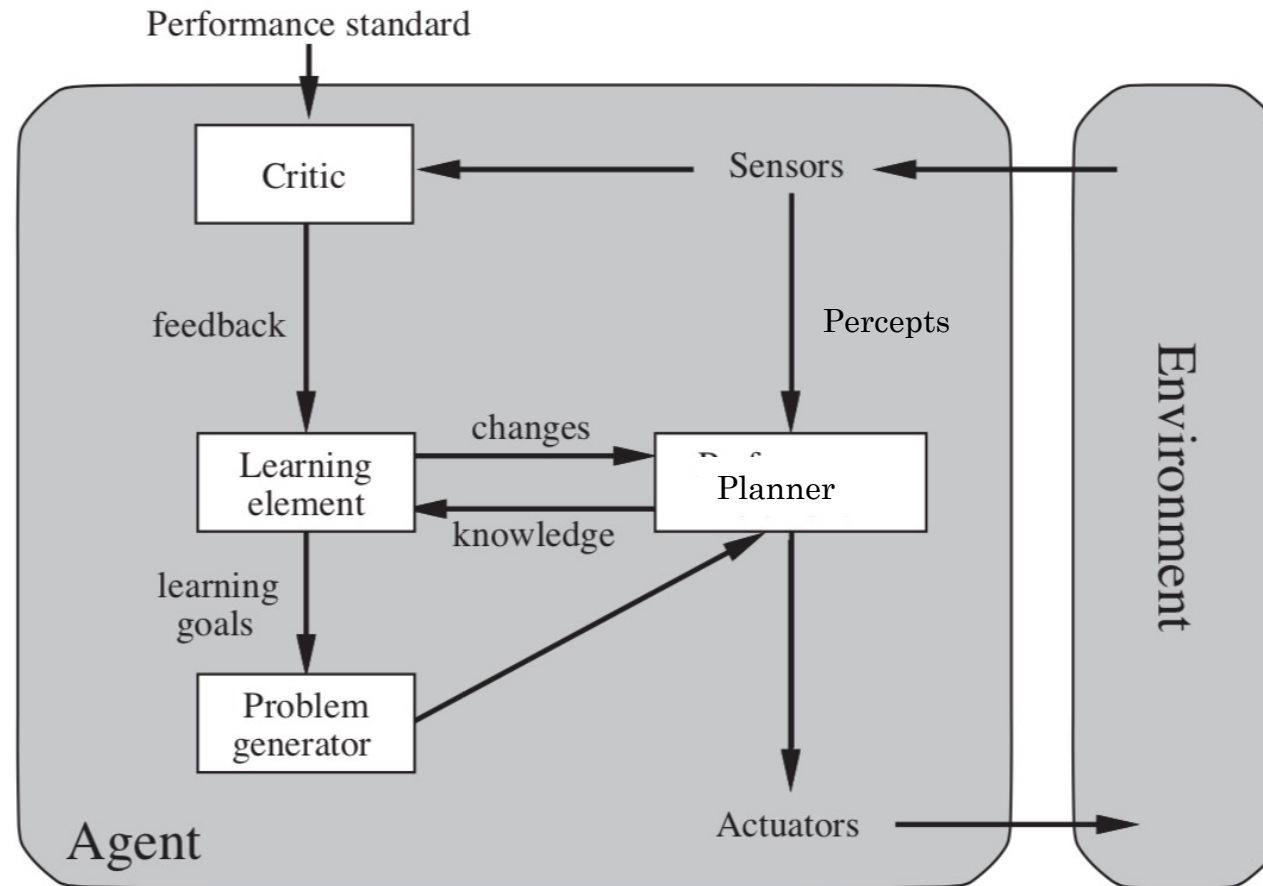 Performance standard
Critic
Sensors
feedback
Percepts
changes
Learning
element
Planner
knowledge
learning
goals
Problem
generator
Actuators
Agent
Environment